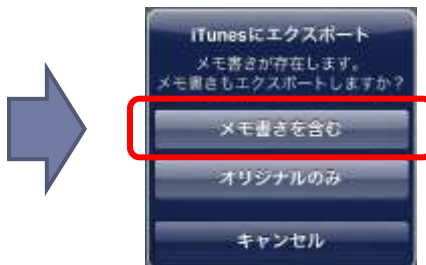 iTunesにエクスポート
メモ書きが存在します。
メモ書きもエクスポートしますか？
メモ書きを含む
オリジナルのみ
キャンセル